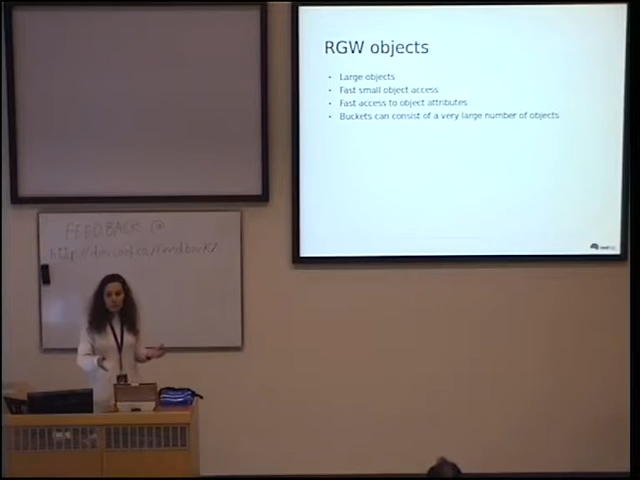 RGW objects
• Large objects
• Fast small object access
• Fast access to object attributes
• Buckets can consist of a very large number of objects
FEEDBACK @